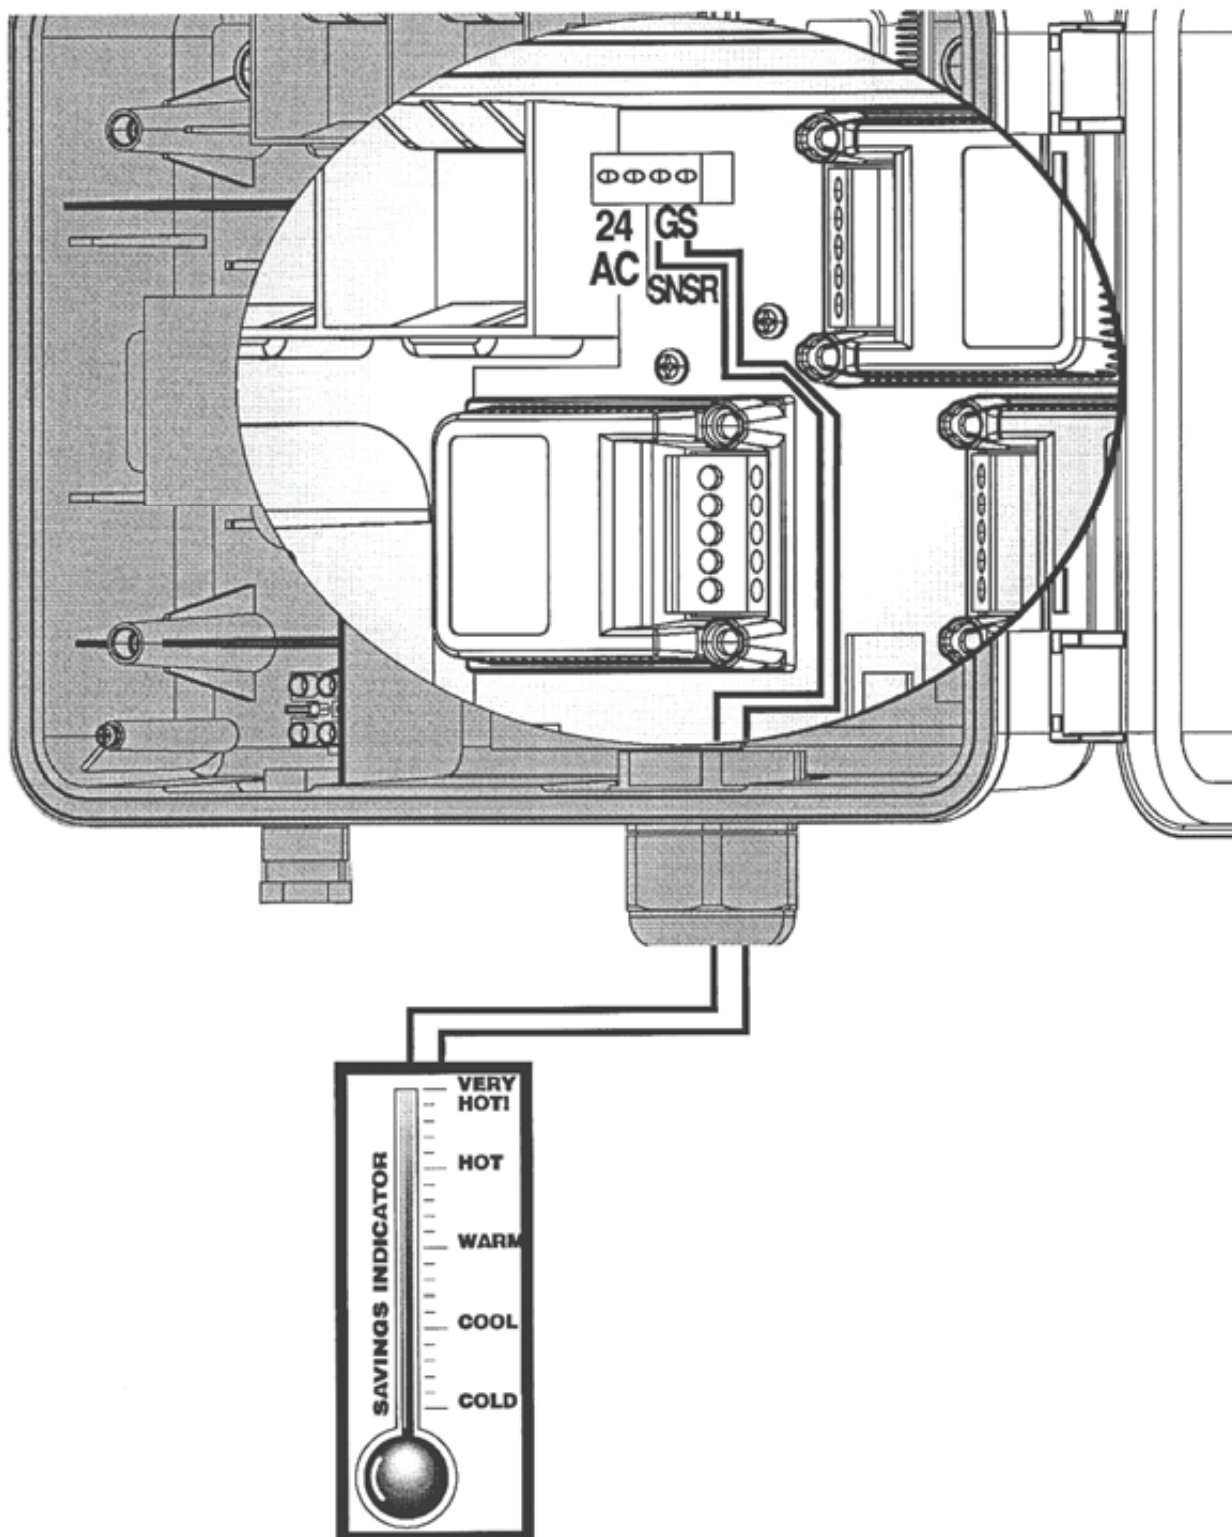 24 GS
AC SNSR
SAVINGS INDICATOR
VERY
HOT!
HOT
WARM
COOL
COLD